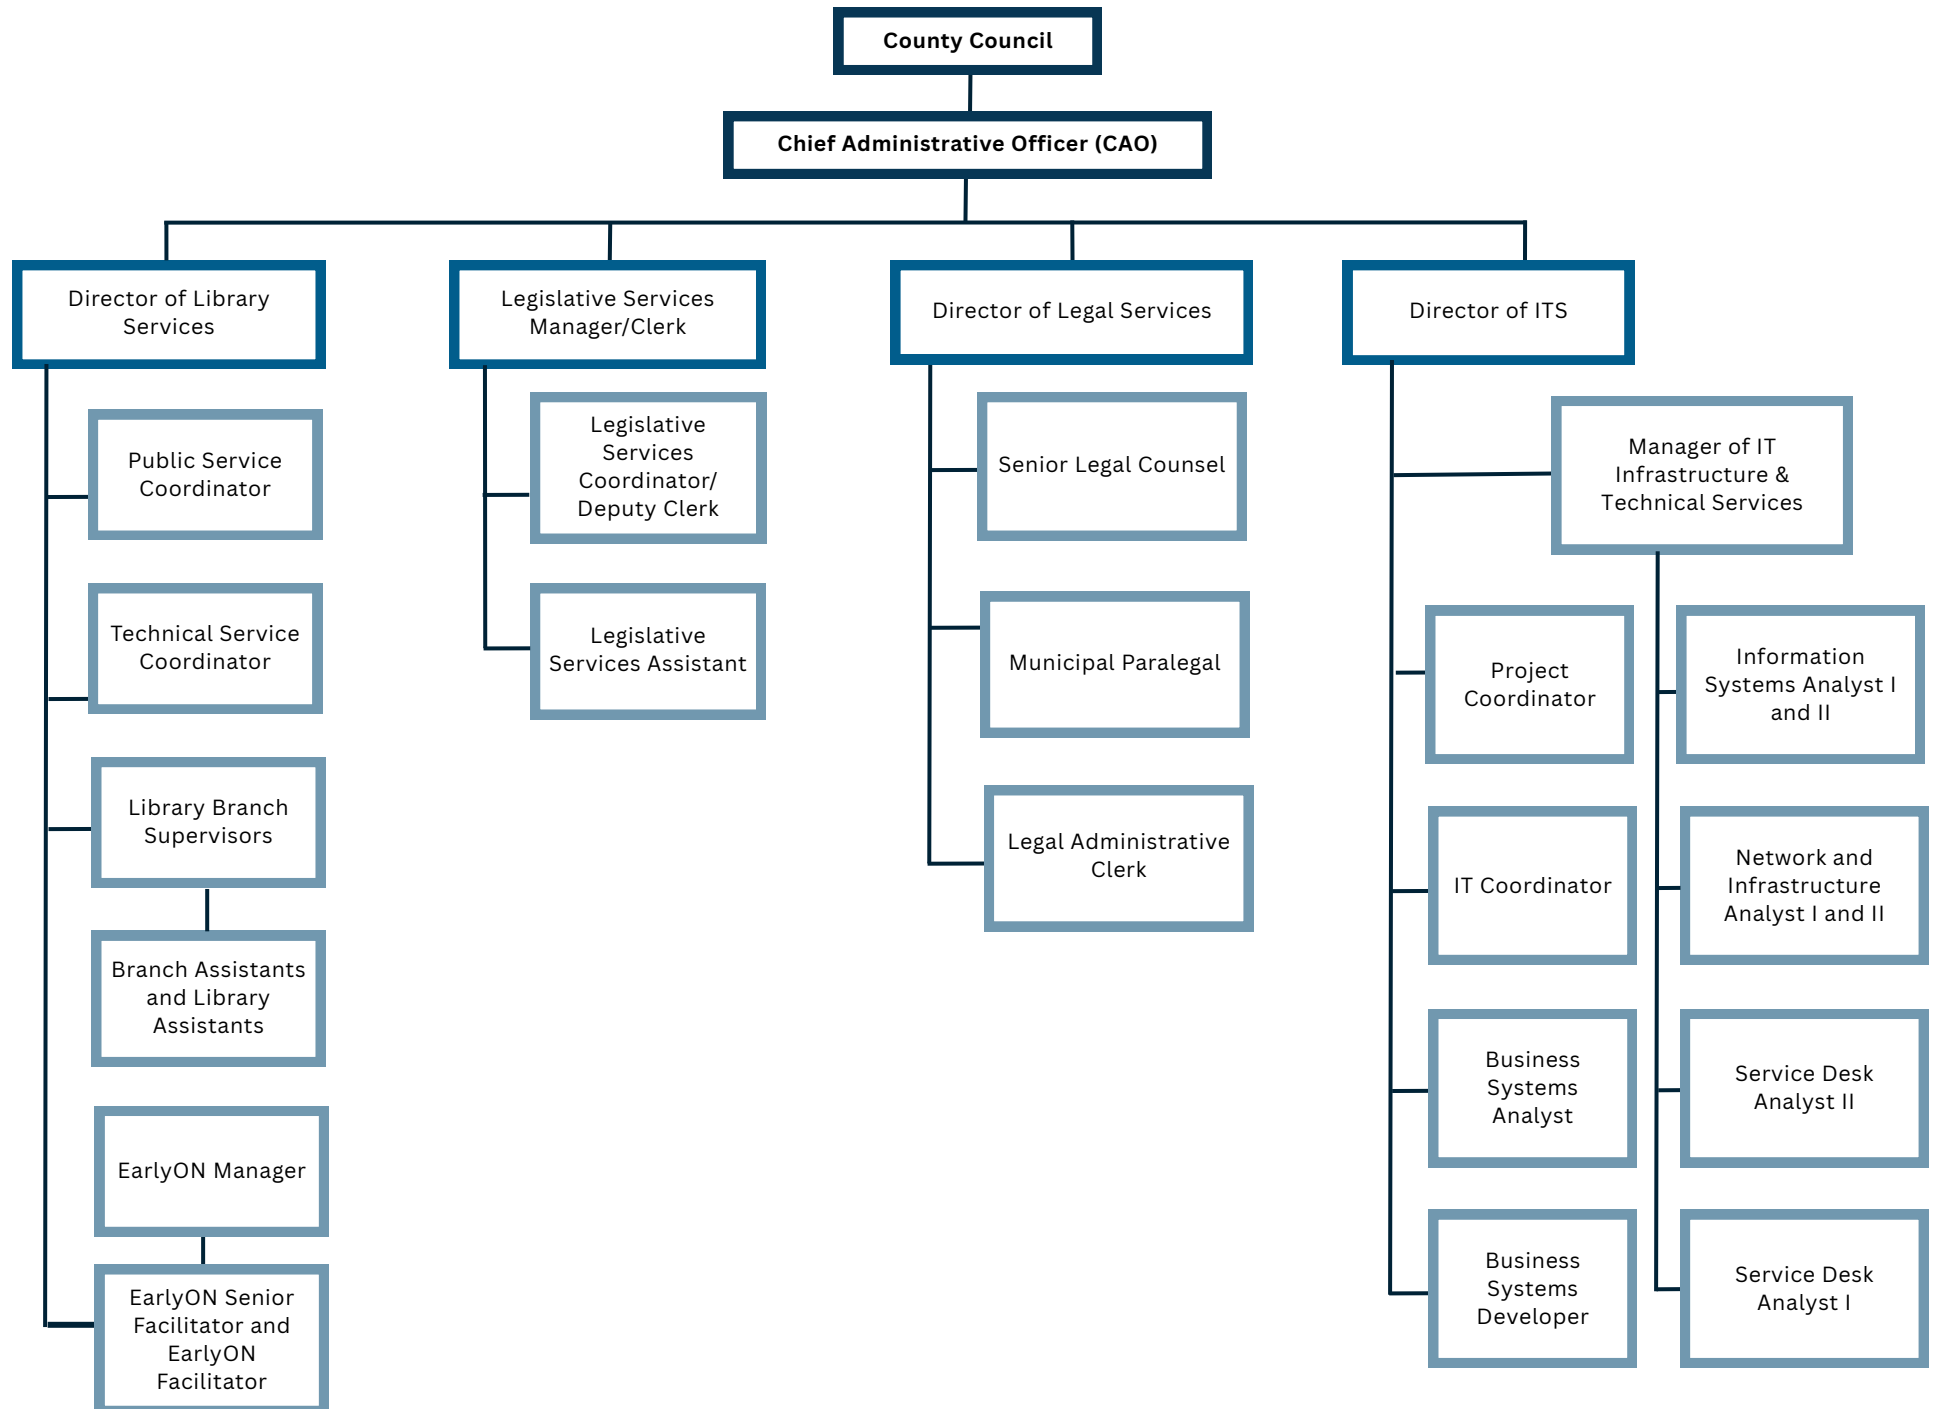 County Council
Chief Administrative Officer (CAO)
Director of Library
Services
Legislative Services
Manager/Clerk
Director of Legal Services
Director of ITS
Public Service
Coordinator
Technical Service
Coordinator
Library Branch
Supervisors
Branch Assistants
and Library
Assistants
EarlyON Manager
EarlyON Senior
Facilitator and
EarlyON
Facilitator
Legislative
Services
Coordinator/
Deputy Clerk
Legislative
Services Assistant
Senior Legal Counsel
Municipal Paralegal
Legal Administrative
Clerk
Manager of IT
Infrastructure &
Technical Services
Project
Coordinator
IT Coordinator
Business
Systems
Analyst
Business
Systems
Developer
Information
Systems Analyst I
and II
Network and
Infrastructure
Analyst I and II
Service Desk
Analyst II
Service Desk
Analyst I